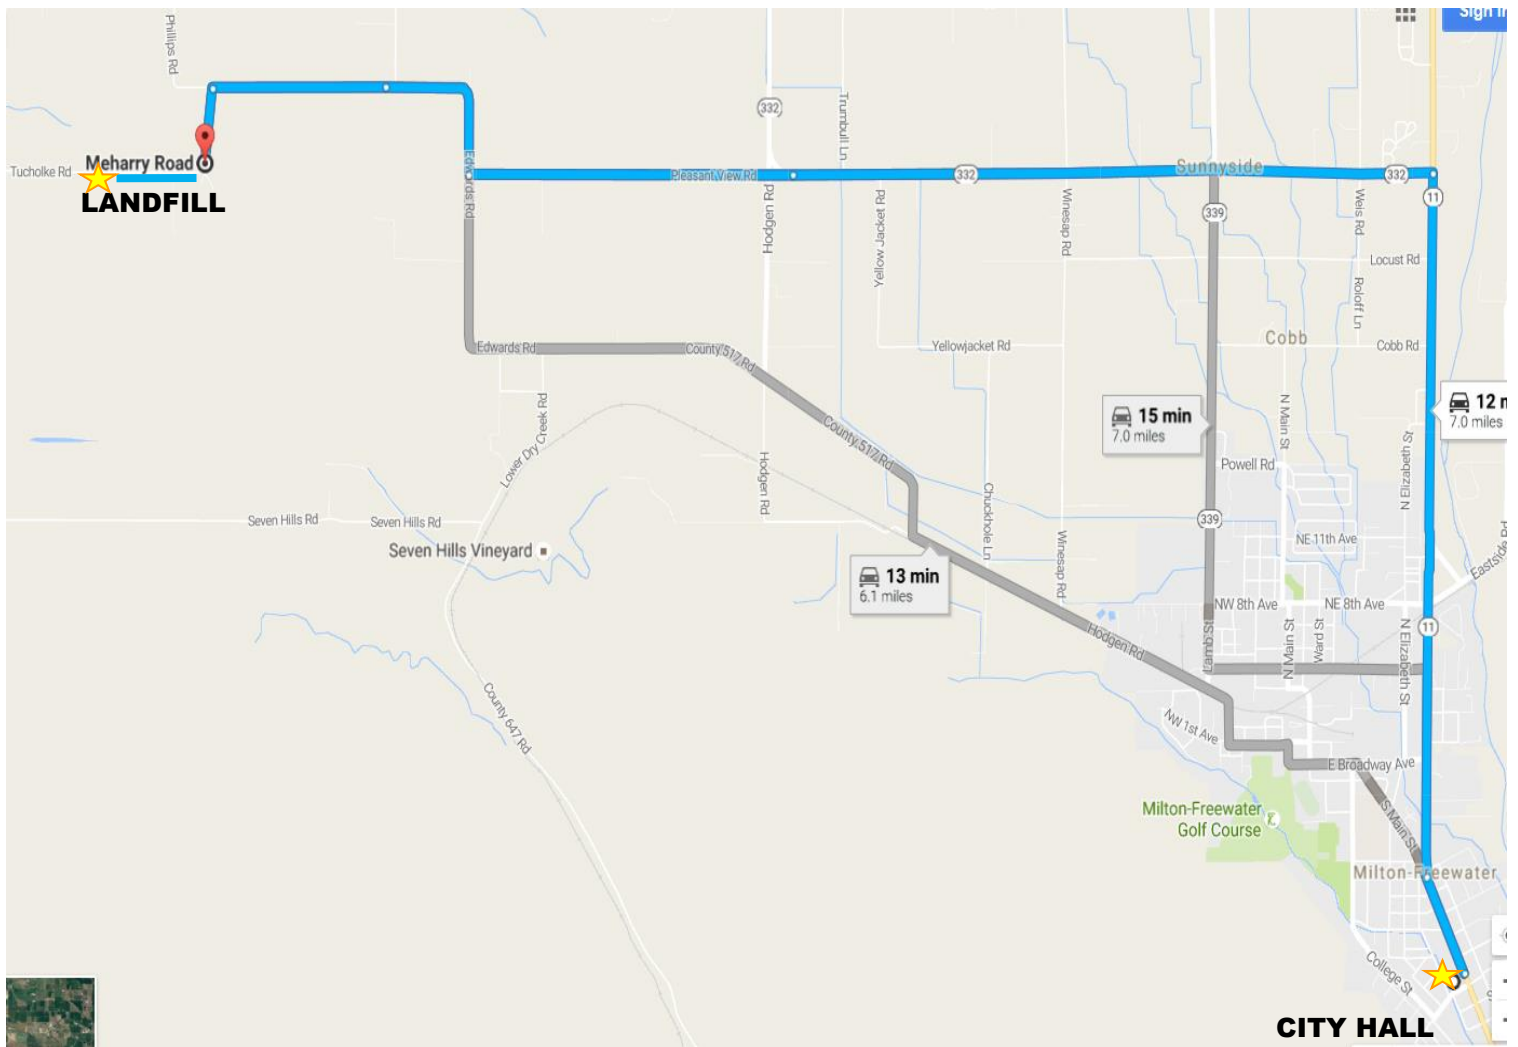 Sign in
Phillips Rd
332
Trumbull Ln
Meharry Road
Tucholke Rd
LANDFILL
Edwards Rd
Pleasant View Rd
332
Sunnyside
332
11
Hodgen Rd
Yellow Jacket Rd
Winesap Rd
339
Weis Rd
Locust Rd
Roloff Ln
Edwards Rd
County 517 Rd
Yellowjacket Rd
Cobb
Cobb Rd
15 min
7.0 miles
12 m
7.0 miles
Lower Dry Creek Rd
County 517 Rd
N Main St
N Elizabeth St
Powell Rd
Hodgen Rd
Chuckhole Ln
Seven Hills Rd
Seven Hills Rd
339
Seven Hills Vineyard
Winesap Rd
NE 11th Ave
Eastside Rd
13 min
6.1 miles
NW 8th Ave
NE 8th Ave
Hodgen Rd
Lamb St
N Main St
Ward St
N Elizabeth St
11
County 647 Rd
NW 1st Ave
E Broadway Ave
Milton-Freewater
Golf Course
S Main St
Milton-Freewater
College St
S
CITY HALL